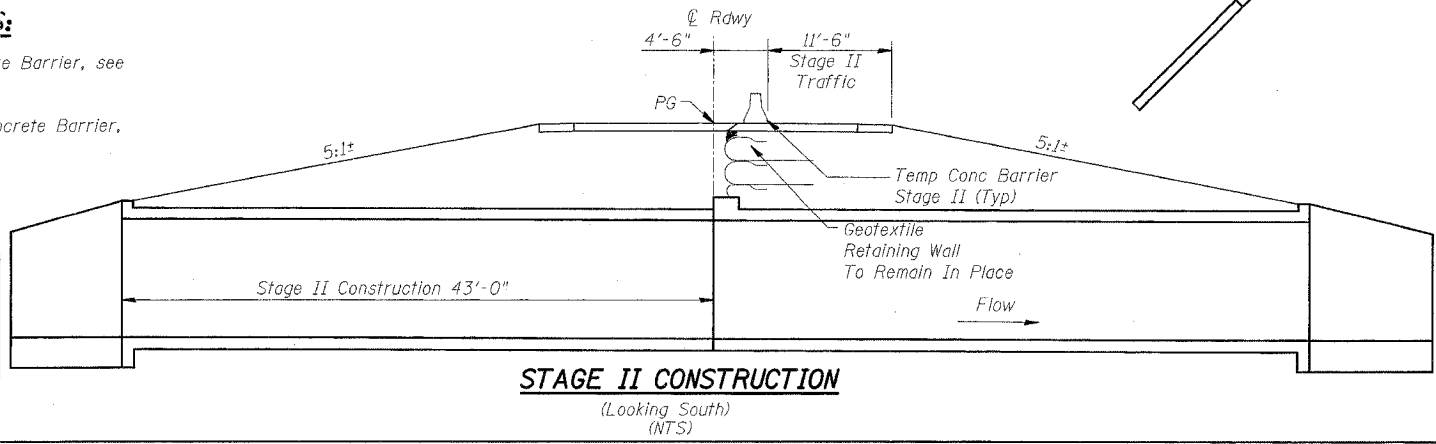 S:
te Barrier, see
ncrete Barrier,
℄ Rdwy
4'-6"
11'-6"
Stage II
Traffic
PG
5:1±
5:1±
Temp Conc Barrier
Stage II (Typ)
Geotextile
Retaining Wall
To Remain In Place
Stage II Construction 43'-0"
Flow
STAGE II CONSTRUCTION
(Looking South)
(NTS)